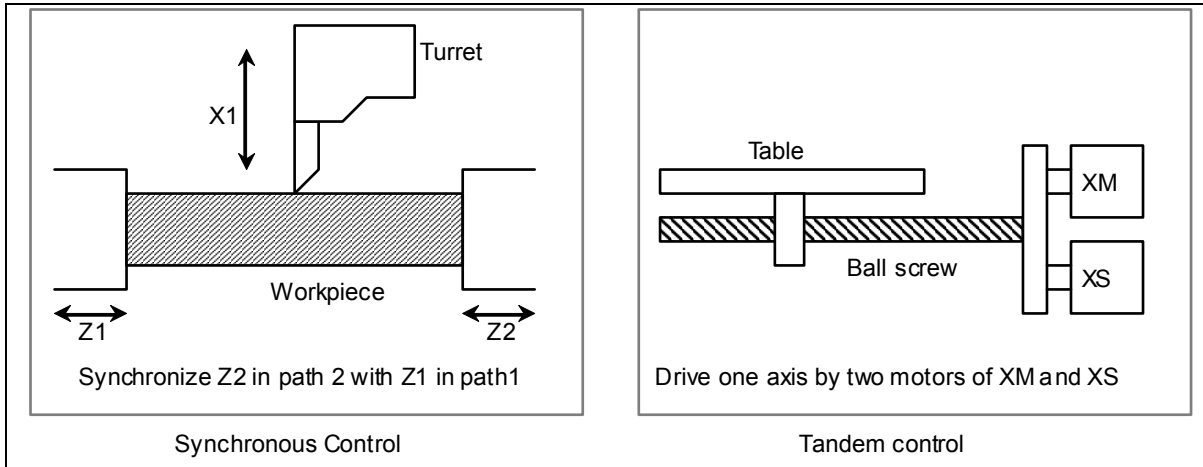 Turret
X1
Workpiece
Z1
Z2
Synchronize Z2 in path 2 with Z1 in path1
Synchronous Control
Table
XM
Ball screw
XS
Drive one axis by two motors of XM and XS
Tandem control